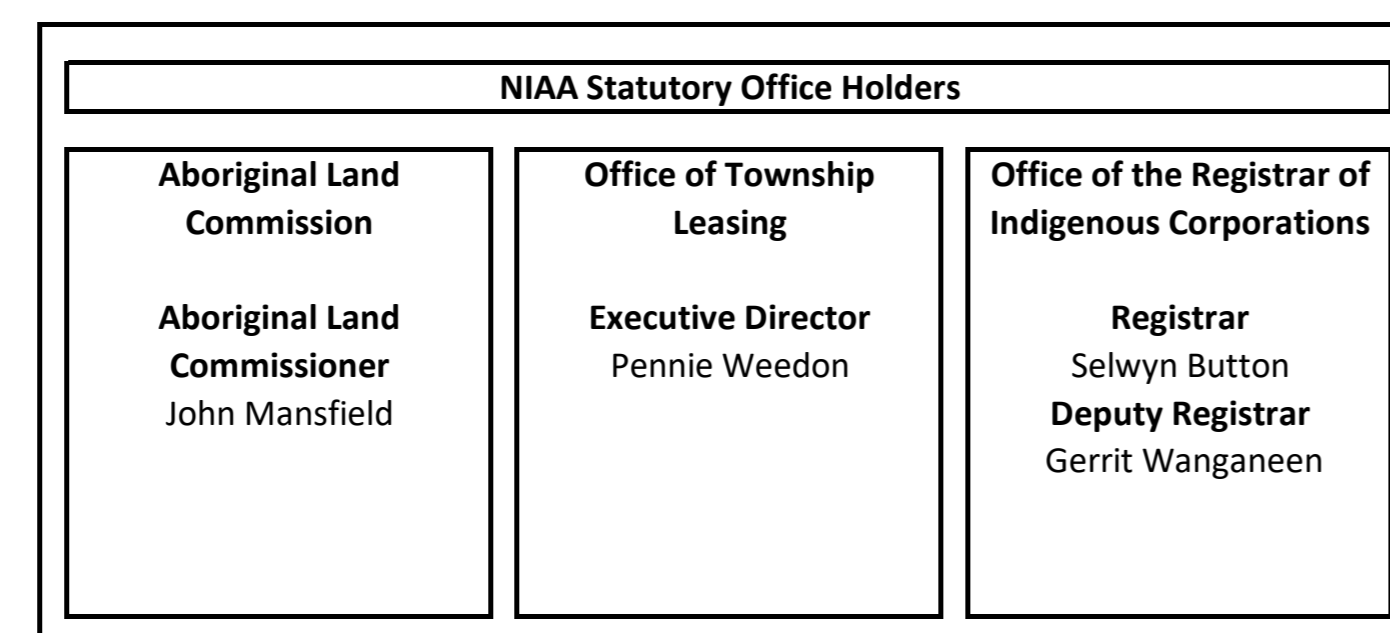 NIAA Statutory Office Holders
Aboriginal Land
Commission
Aboriginal Land
Commissioner
John Mansfield
Office of Township
Leasing
Executive Director
Pennie Weedon
Office of the Registrar of
Indigenous Corporations
Registrar
Selwyn Button
Deputy Registrar
Gerrit Wanganeen